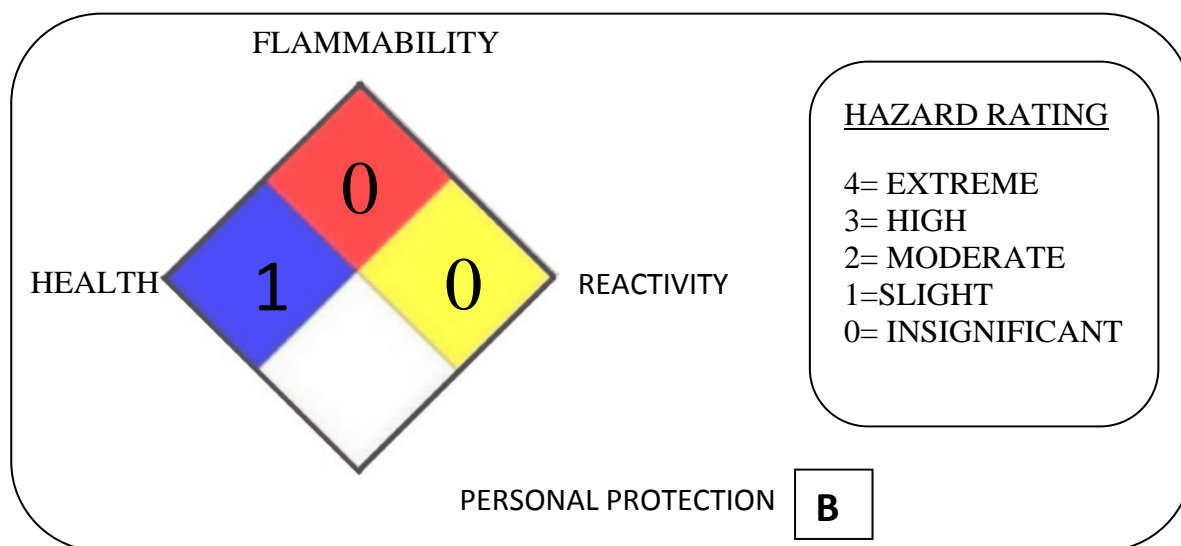 FLAMMABILITY
0
HEALTH
1
0
REACTIVITY
HAZARD RATING
4= EXTREME
3= HIGH
2= MODERATE
1=SLIGHT
0= INSIGNIFICANT
PERSONAL PROTECTION B